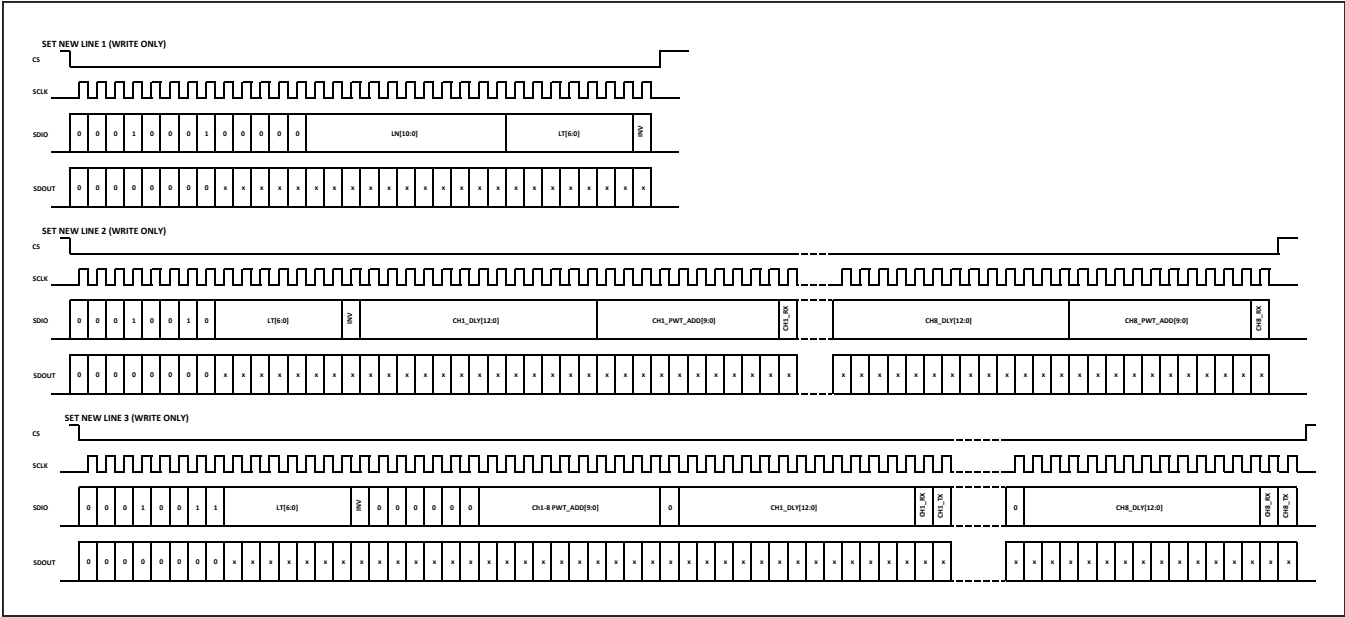 SET NEW LINE 1 (WRITE ONLY)
CS
SCLK
SDIO 0 0 0 1 0 0 0 1 0 0 0 0 0 LN[10:0] LT[6:0] INV
SDOUT 0 0 0 0 0 0 0 0 x x x x x x x x x x x x x x x x x x x x x x x x
SET NEW LINE 2 (WRITE ONLY)
CS
SCLK
SDIO 0 0 0 1 0 0 1 0 LT[6:0] INV CH1_DLY[12:0] CH1_PWT_ADD[9:0] CH1_RX CH8_DLY[12:0] CH8_PWT_ADD[9:0] CH8_RX
SDOUT 0 0 0 0 0 0 0 0 x x x x x x x x x x x x x x x x x x x x x x x x x x x x x x x x x x x x x x x x x x x x x x x x x x x x x x x x
SET NEW LINE 3 (WRITE ONLY)
CS
SCLK
SDIO 0 0 0 1 0 0 1 1 LT[6:0] INV 0 0 0 0 0 0 Ch1-8 PWT_ADD[9:0] 0 CH1_DLY[12:0] CH1_RX CH1_TX 0 CH8_DLY[12:0] CH8_RX CH8_TX
SDOUT 0 0 0 0 0 0 0 0 x x x x x x x x x x x x x x x x x x x x x x x x x x x x x x x x x x x x x x x x x x x x x x x x x x x x x x x x